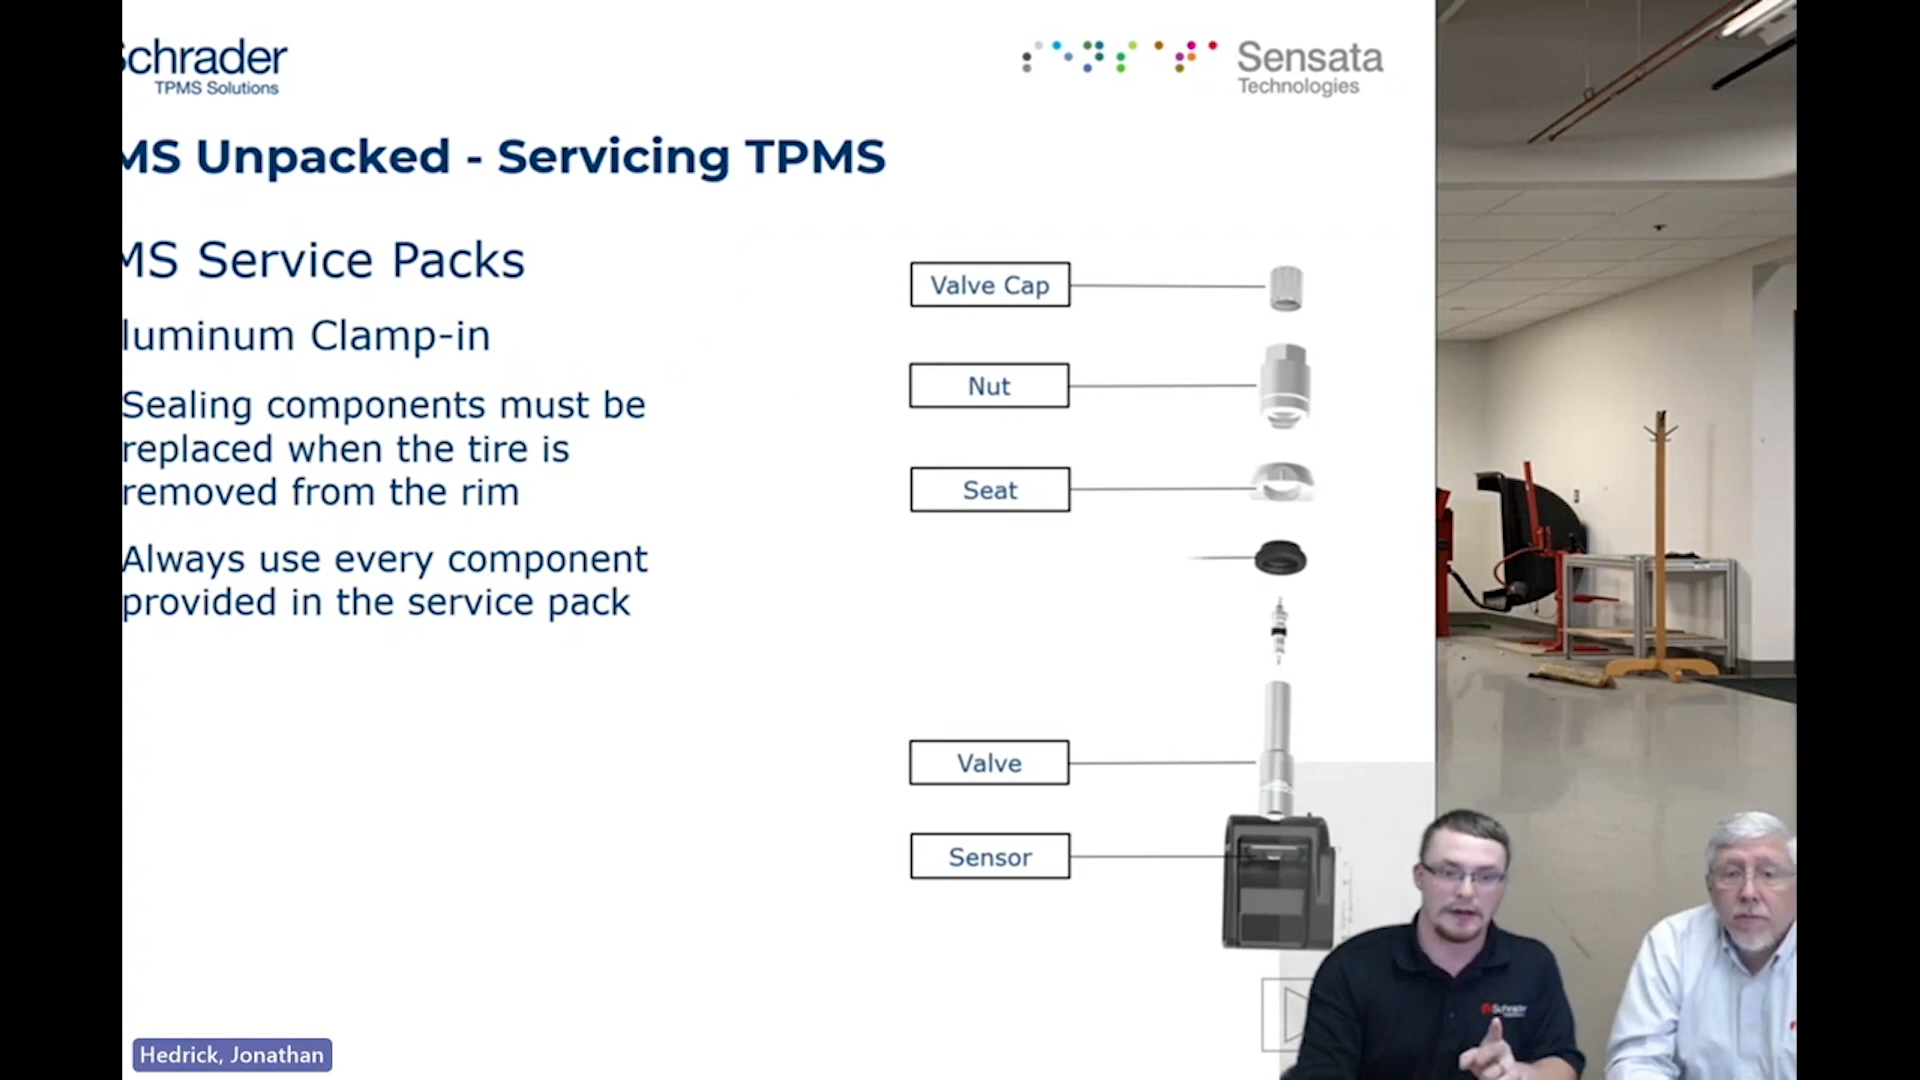 Schrader
TPMS Solutions
Sensata
Technologies
MS Unpacked - Servicing TPMS
MS Service Packs
luminum Clamp-in
Sealing components must be
replaced when the tire is
removed from the rim
Always use every component
provided in the service pack
Valve Cap
Nut
Seat
Valve
Sensor
Schrader
Hedrick, Jonathan